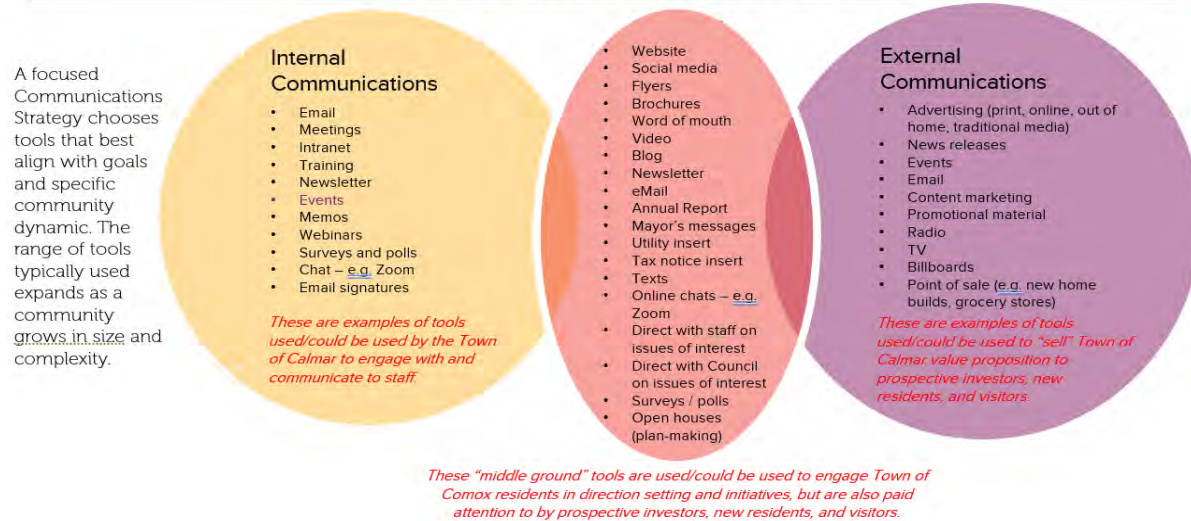 A focused
Communications
Strategy chooses
tools that best
align with goals
and specific
community
dynamic. The
range of tools
typically used
expands as a
community
grows in size and
complexity.
Internal
Communications
• Email
• Meetings
• Intranet
• Training
• Newsletter
• Events
• Memos
• Webinars
• Surveys and polls
• Chat – e.g. Zoom
• Email signatures
These are examples of tools
used/could be used by the Town
of Calmar to engage with and
communicate to staff.
• Website
• Social media
• Flyers
• Brochures
• Word of mouth
• Video
• Blog
• Newsletter
• eMail
• Annual Report
• Mayor's messages
• Utility insert
• Tax notice insert
• Texts
• Online chats – e.g.
Zoom
• Direct with staff on
issues of interest
• Direct with Council
on issues of interest
• Surveys / polls
• Open houses
(plan-making)
External
Communications
• Advertising (print, online, out of
home, traditional media)
• News releases
• Events
• Email
• Content marketing
• Promotional material
• Radio
• TV
• Billboards
• Point of sale (e.g. new home
builds, grocery stores)
These are examples of tools
used/could be used to "sell" Town of
Calmar value proposition to
prospective investors, new
residents, and visitors.
These "middle ground" tools are used/could be used to engage Town of
Comox residents in direction setting and initiatives, but are also paid
attention to by prospective investors, new residents, and visitors.